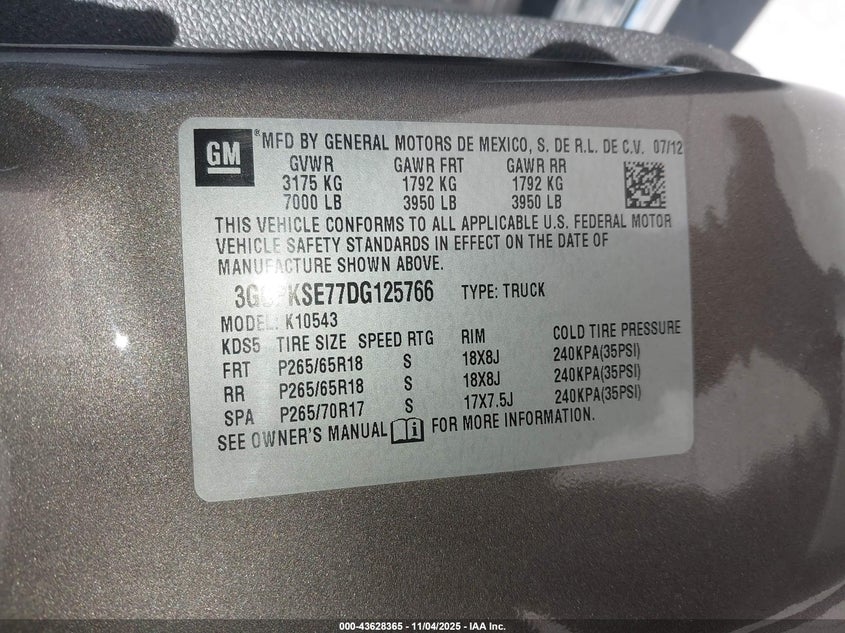 GM
®MFD BY GENERAL MOTORS DE MEXICO, S. DE R.L. DE C.V. 07/12
GVWR GAWR FRT GAWR RR
3175 KG 1792 KG 1792 KG
7000 LB 3950 LB 3950 LB
THIS VEHICLE CONFORMS TO ALL APPLICABLE U.S. FEDERAL MOTOR
VEHICLE SAFETY STANDARDS IN EFFECT ON THE DATE OF
MANUFACTURE SHOWN ABOVE.
TYPE: TRUCK
MODEL: K10543
KDS5 TIRE SIZE SPEED RTG RIM COLD TIRE PRESSURE
FRT P265/65R18 S 18X8J 240KPA(35PSI)
RR P265/65R18 S 18X8J 240KPA(35PSI)
SPA P265/70R17 S 17X7.5J 240KPA(35PSI)
SEE OWNER'S MANUAL FOR MORE INFORMATION.
000-43628365 - 11/04/2025 - IAA Inc.